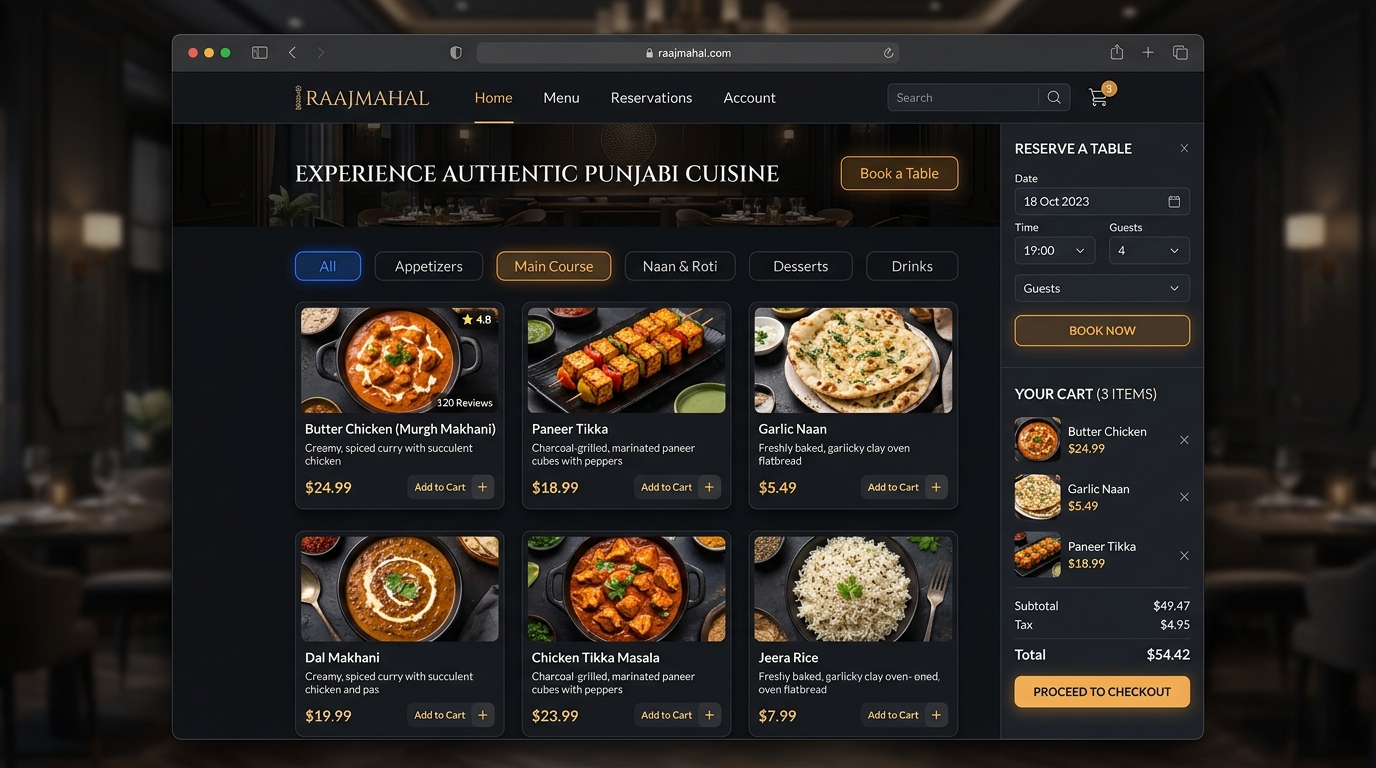 raajmahal.com
RAAJMAHAL
Home
Menu
Reservations
Account
Search
3
EXPERIENCE AUTHENTIC PUNJABI CUISINE
Book a Table
All
Appetizers
Main Course
Naan & Roti
Desserts
Drinks
4.8
120 Reviews
Butter Chicken (Murgh Makhani)
Creamy, spiced curry with succulent
chicken
$24.99
Add to Cart +
Paneer Tikka
Charcoal-grilled, marinated paneer
cubes with peppers
$18.99
Add to Cart +
Garlic Naan
Freshly baked, garlicky clay oven
flatbread
$5.49
Add to Cart +
Dal Makhani
Creamy, spiced curry with succulent
chicken and pas
$19.99
Add to Cart +
Chicken Tikka Masala
Charcoal-grilled, marinated paneer
cubes with peppers
$23.99
Add to Cart +
Jeera Rice
Freshy baked, garlicky clay oven- oned,
oven flatbread
$7.99
Add to Cart +
RESERVE A TABLE
Date
18 Oct 2023
Time
Guests
19:00
4
Guests
BOOK NOW
YOUR CART (3 ITEMS)
Butter Chicken
$24.99
Garlic Naan
$5.49
Paneer Tikka
$18.99
Subtotal $49.47
Tax $4.95
Total $54.42
PROCEED TO CHECKOUT